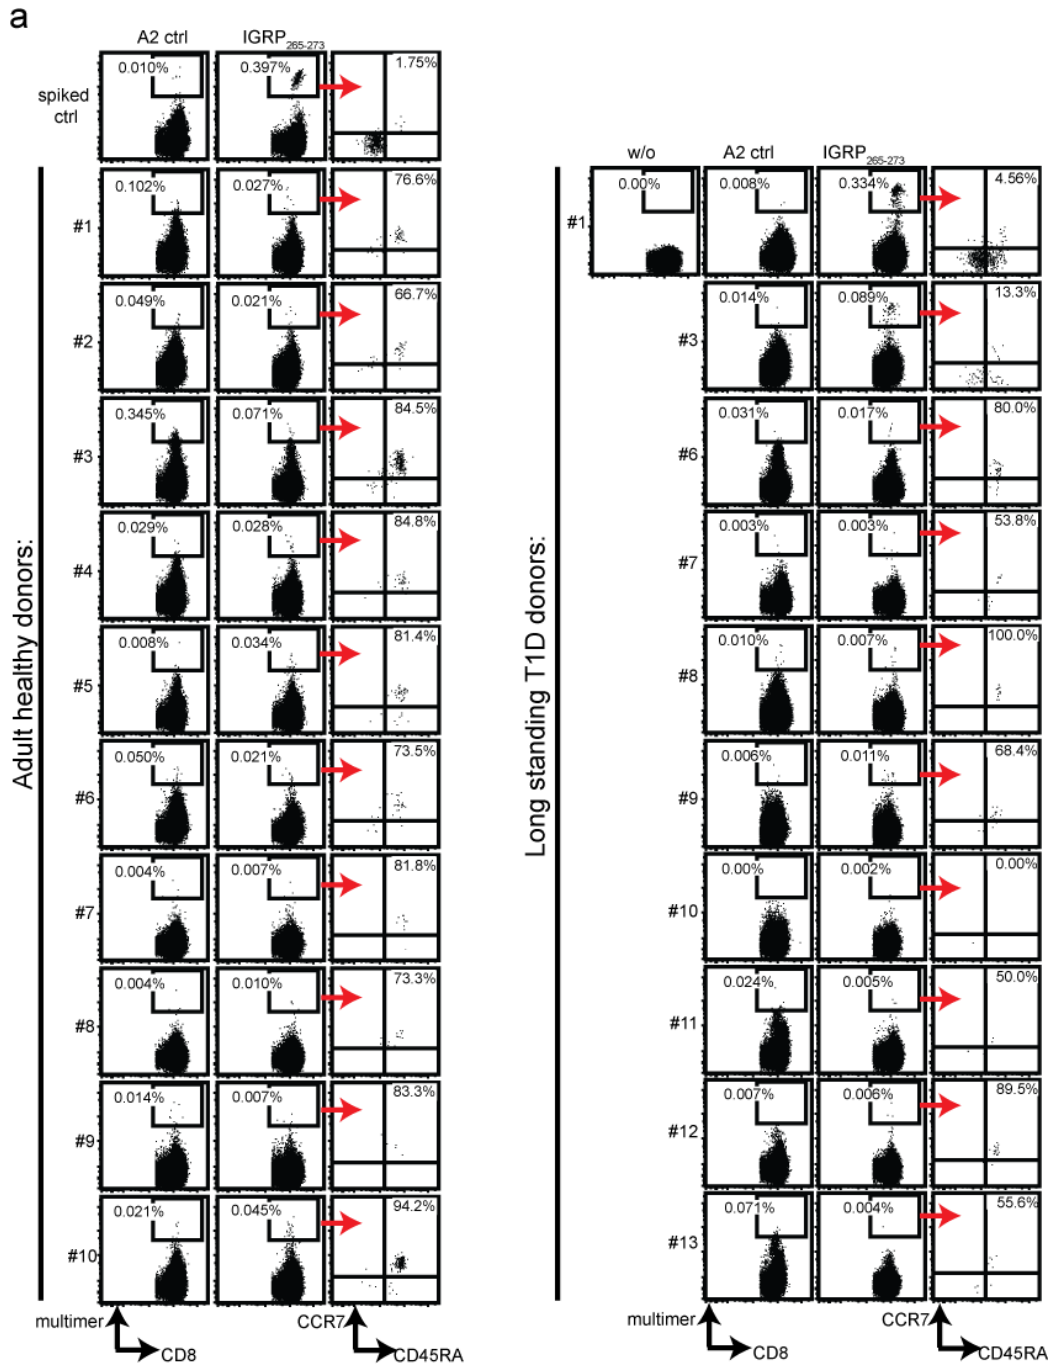 a
A2 ctrl IGRP265-273
spiked ctrl 0.010% 0.397% 1.75%
Adult healthy donors:
#1 0.102% 0.027% 76.6%
#2 0.049% 0.021% 66.7%
#3 0.345% 0.071% 84.5%
#4 0.029% 0.028% 84.8%
#5 0.008% 0.034% 81.4%
#6 0.050% 0.021% 73.5%
#7 0.004% 0.007% 81.8%
#8 0.004% 0.010% 73.3%
#9 0.014% 0.007% 83.3%
#10 0.021% 0.045% 94.2%
multimer CD8 CCR7 CD45RA
w/o A2 ctrl IGRP265-273
Long standing T1D donors:
#1 0.00% 0.008% 0.334% 4.56%
#3 0.014% 0.089% 13.3%
#6 0.031% 0.017% 80.0%
#7 0.003% 0.003% 53.8%
#8 0.010% 0.007% 100.0%
#9 0.006% 0.011% 68.4%
#10 0.00% 0.002% 0.00%
#11 0.024% 0.005% 50.0%
#12 0.007% 0.006% 89.5%
#13 0.071% 0.004% 55.6%
multimer CD8 CCR7 CD45RA